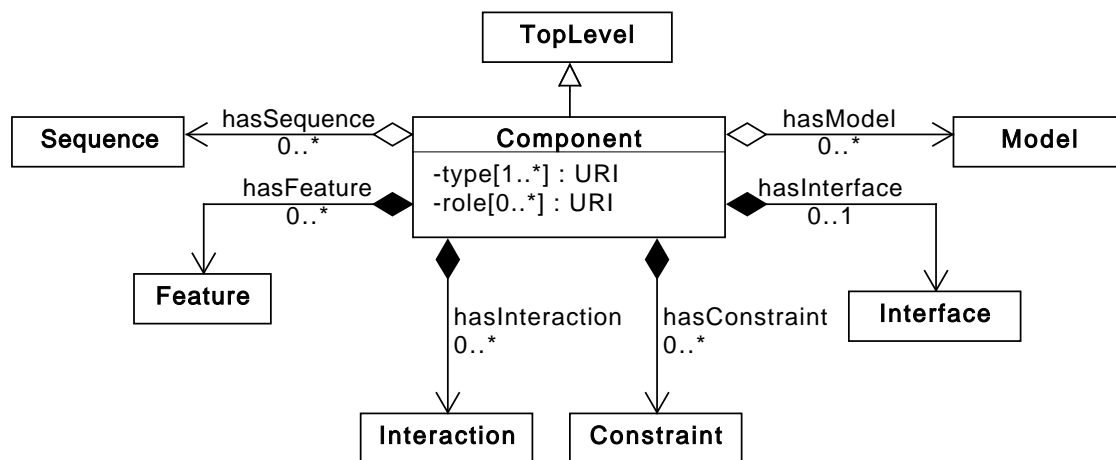 TopLevel
hasSequence
0..*
Sequence
Component
hasModel
0..*
Model
-type[1..*] : URI
-role[0..*] : URI
hasFeature
0..*
hasInterface
0..1
Feature
Interface
hasInteraction
0..*
hasConstraint
0..*
Interaction
Constraint